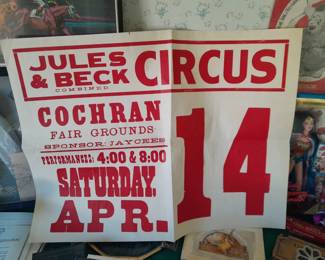 JULES
& BECK
COMBINED
CIRCUS
COCHRAN
FAIR GROUNDS
SPONSOR: JAYCEES
PERFORMANCES: 4:00 & 8:00
SATURDAY,
APR.
14